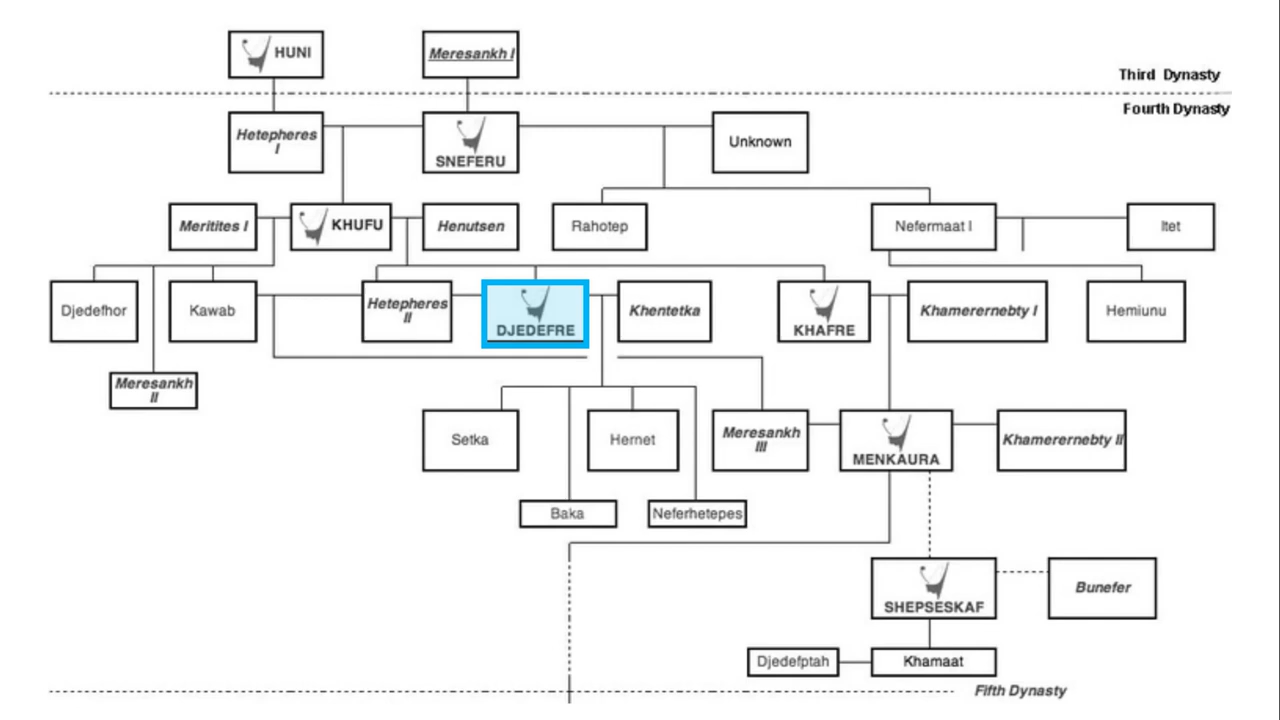 HUNI
Meresankh I
Third Dynasty
Fourth Dynasty
Hetepheres
I
SNEFERU
Unknown
Meritites I
KHUFU
Henutsen
Rahotep
Nefermaat I
Itet
Djedefhor
Kawab
Hetepheres
II
DJEDEFRE
Khentetka
KHAFRE
Khamerernebty I
Hemiunu
Meresankh
II
Setka
Hernet
Meresankh
III
MENKAURA
Khamerernebty II
Baka
Neferhetepes
SHEPSESKAF
Bunefer
Djedefptah
Khamaat
Fifth Dynasty